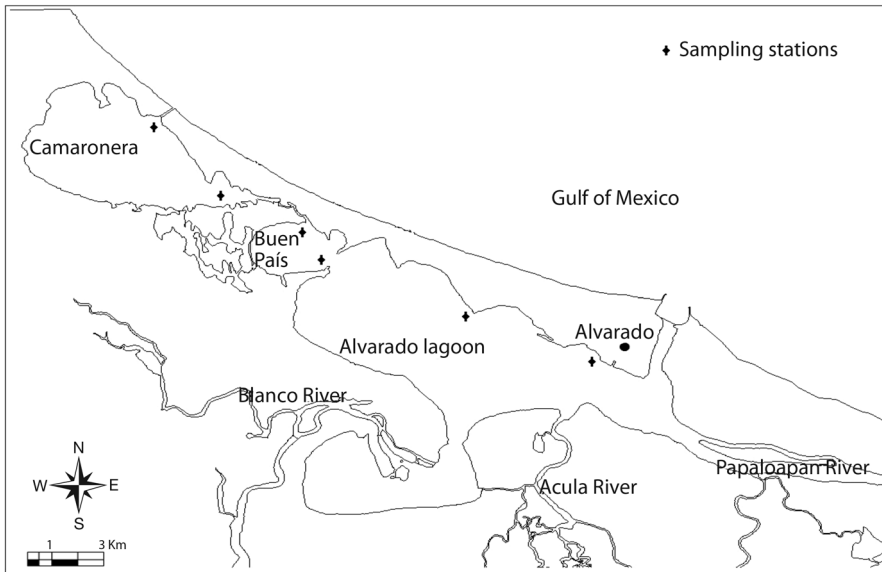 Sampling stations
Camaronera
Gulf of Mexico
Buen
País
Alvarado
Alvarado lagoon
Blanco River
Papaloapan River
Acula River
N
W E
S
1 3 Km